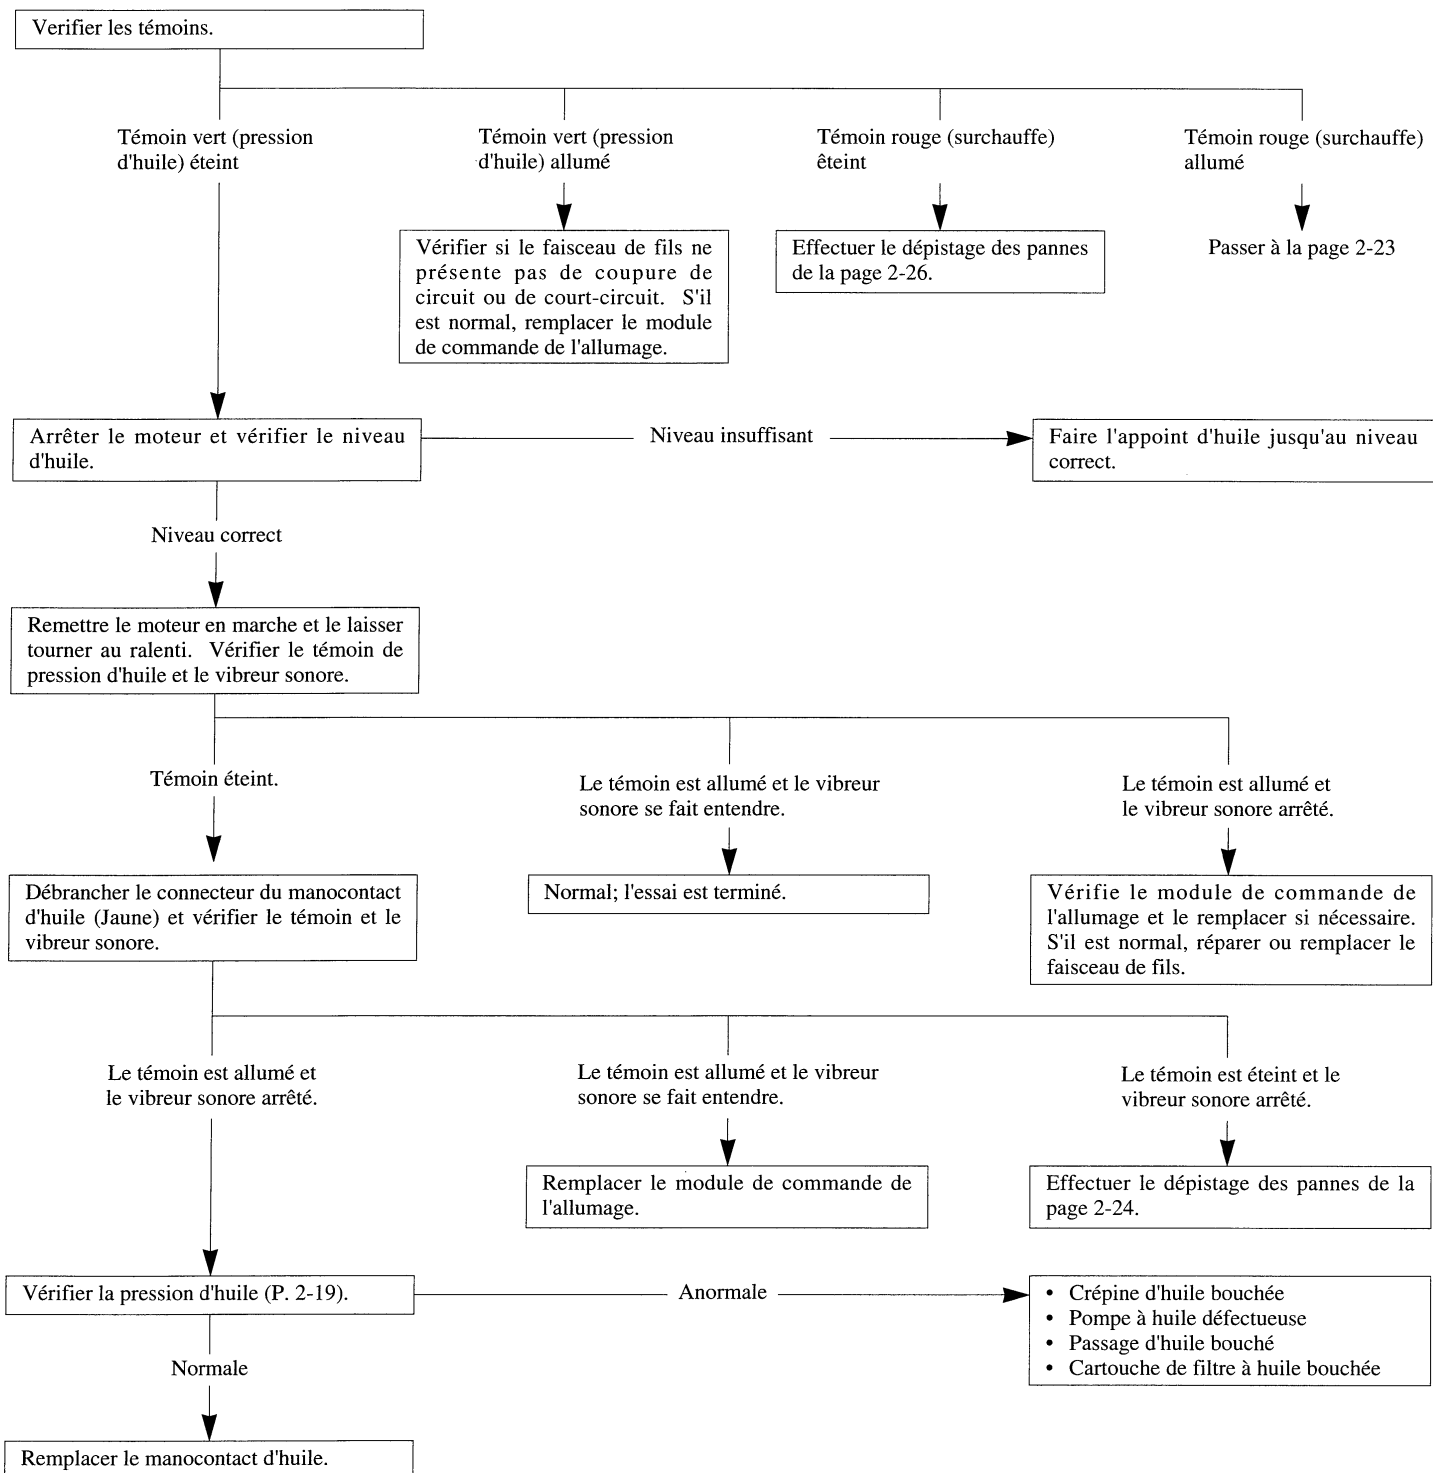 Verifier les témoins.
Témoin vert (pression
d'huile) éteint
Témoin vert (pression
d'huile) allumé
Témoin rouge (surchauffe)
êteint
Témoin rouge (surchauffe)
allumé
Vérifier si le faisceau de fils ne
présente pas de coupure de
circuit ou de court-circuit. S'il
est normal, remplacer le module
de commande de l'allumage.
Effectuer le dépistage des pannes
de la page 2-26.
Passer à la page 2-23
Arrêter le moteur et vérifier le niveau
d'huile.
Niveau insuffisant
Faire l'appoint d'huile jusqu'au niveau
correct.
Niveau correct
Remettre le moteur en marche et le laisser
tourner au ralenti. Vérifier le témoin de
pression d'huile et le vibreur sonore.
Témoin éteint.
Le témoin est allumé et le vibreur
sonore se fait entendre.
Le témoin est allumé et
le vibreur sonore arrêté.
Débrancher le connecteur du manocontact
d'huile (Jaune) et vérifier le témoin et le
vibreur sonore.
Normal; l'essai est terminé.
Vérifie le module de commande de
l'allumage et le remplacer si nécessaire.
S'il est normal, réparer ou remplacer le
faisceau de fils.
Le témoin est allumé et
le vibreur sonore arrêté.
Le témoin est allumé et le vibreur
sonore se fait entendre.
Le témoin est éteint et le
vibreur sonore arrêté.
Remplacer le module de commande de
l'allumage.
Effectuer le dépistage des pannes de la
page 2-24.
Vérifier la pression d'huile (P. 2-19).
Anormale
• Crépine d'huile bouchée
• Pompe à huile défectueuse
• Passage d'huile bouché
• Cartouche de filtre à huile bouchée
Normale
Remplacer le manocontact d'huile.